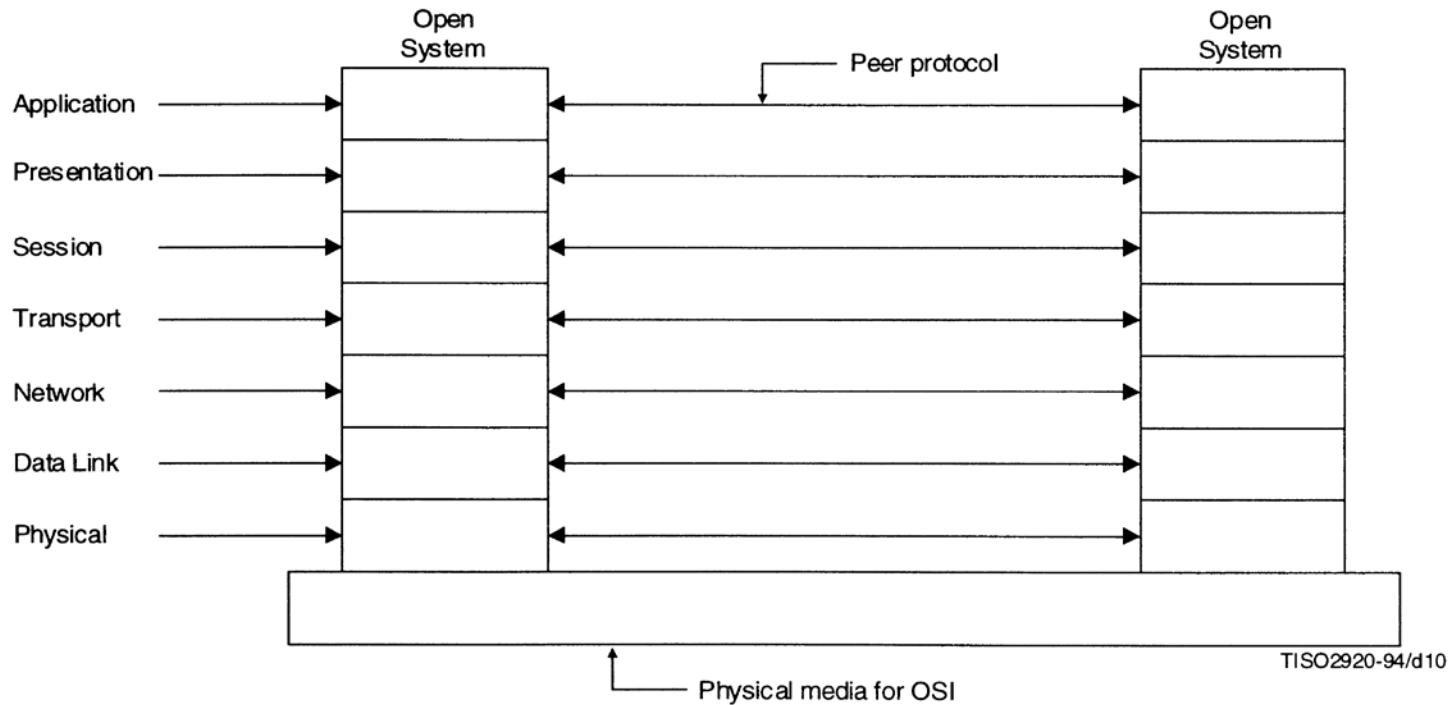 Open
System
Open
System
Peer protocol
Application
Presentation
Session
Transport
Network
Data Link
Physical
TISO2920-94/d10
Physical media for OSI